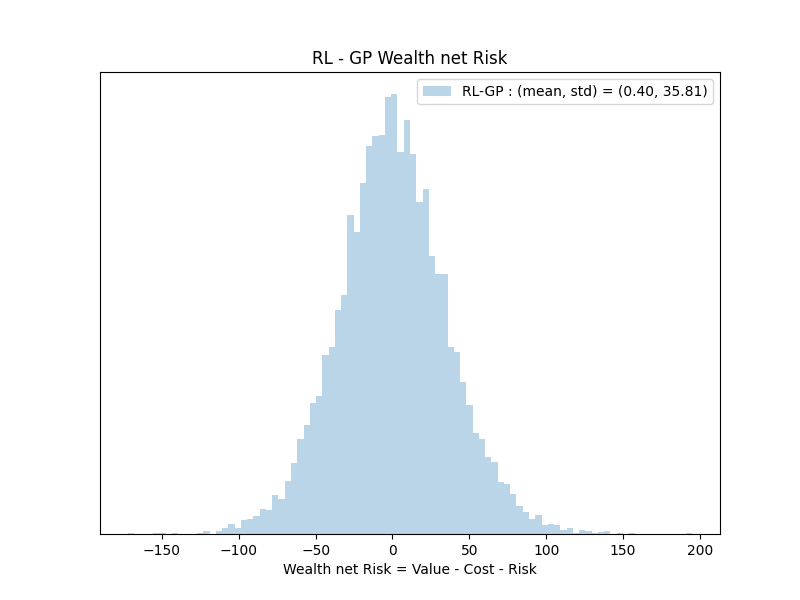 RL - GP Wealth net Risk
RL-GP : (mean, std) = (0.40, 35.81)
−150 −100 −50 0 50 100 150 200
Wealth net Risk = Value - Cost - Risk